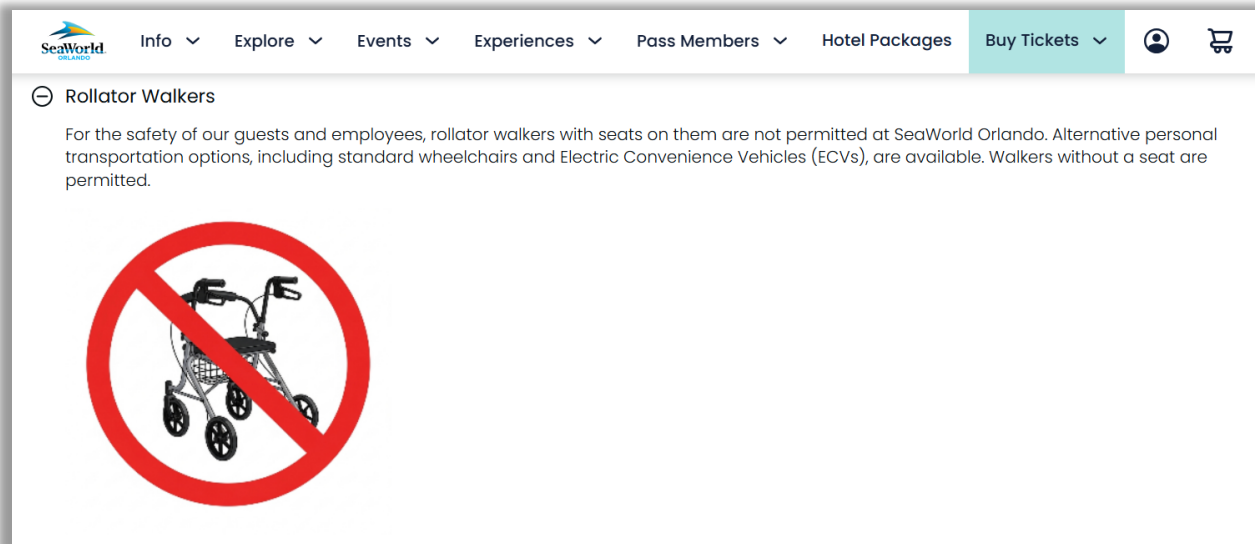 SeaWorld
ORLANDO
Info
Explore
Events
Experiences
Pass Members
Hotel Packages
Buy Tickets
Rollator Walkers
For the safety of our guests and employees, rollator walkers with seats on them are not permitted at SeaWorld Orlando. Alternative personal
transportation options, including standard wheelchairs and Electric Convenience Vehicles (ECVs), are available. Walkers without a seat are
permitted.